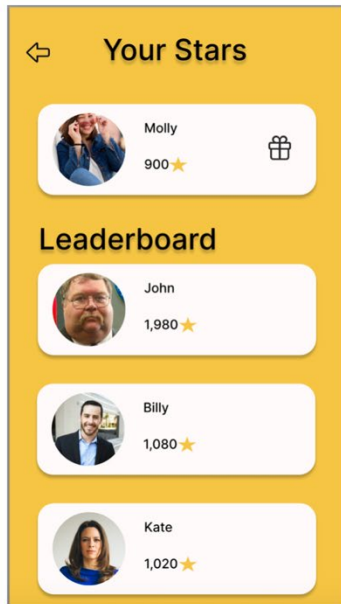 Your Stars
Molly
900
Leaderboard
John
1,980
Billy
1,080
Kate
1,020